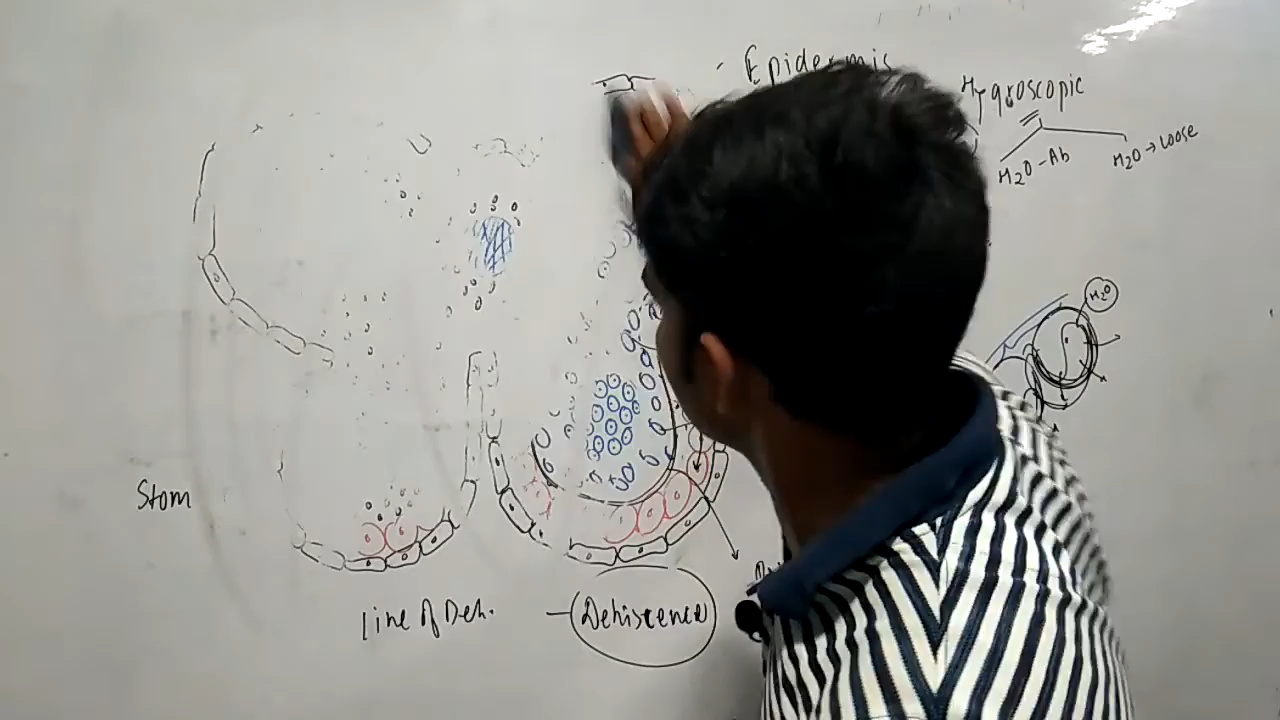 Epidermis
Hygroscopic
H2O-Ab
H2O→Loose
H2O
Stom
Line of Deh.
-Dehiscence